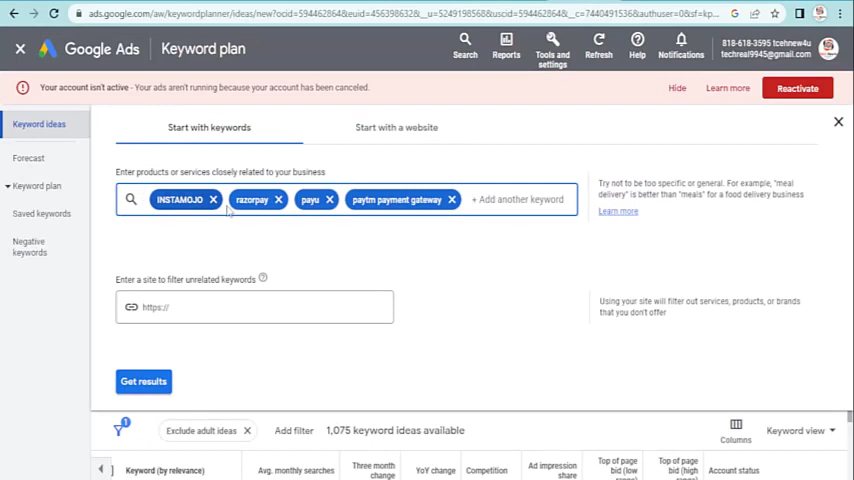 ads.google.com/aw/keywordplanner/ideas/new?ocid=594462864&euid=456398632&__u=5249198568&uscid=594462864&__c=7440491536&authuser=0&sf=kp...
Google Ads | Keyword plan
Search
Reports
Tools and settings
Refresh
Help
Notifications
818-618-3595 tcehnew4u
techreal9945@gmail.com
Your account isn't active - Your ads aren't running because your account has been canceled.
Hide
Learn more
Reactivate
Keyword ideas
Forecast
Keyword plan
Saved keywords
Negative
keywords
Start with keywords
Start with a website
Enter products or services closely related to your business
INSTAMOJO
razorpay
payu
paytm payment gateway
+ Add another keyword
Try not to be too specific or general. For example, "meal
delivery" is better than "meals" for a food delivery business
Learn more
Enter a site to filter unrelated keywords
https://
Using your site will filter out services, products, or brands
that you don't offer
Get results
1
Exclude adult ideas
Add filter
1,075 keyword ideas available
Columns
Keyword view
Keyword (by relevance)
Avg. monthly searches
Three month
change
YoY change
Competition
Ad impression
share
Top of page
bid (low
range)
Top of page
bid (high
range)
Account status